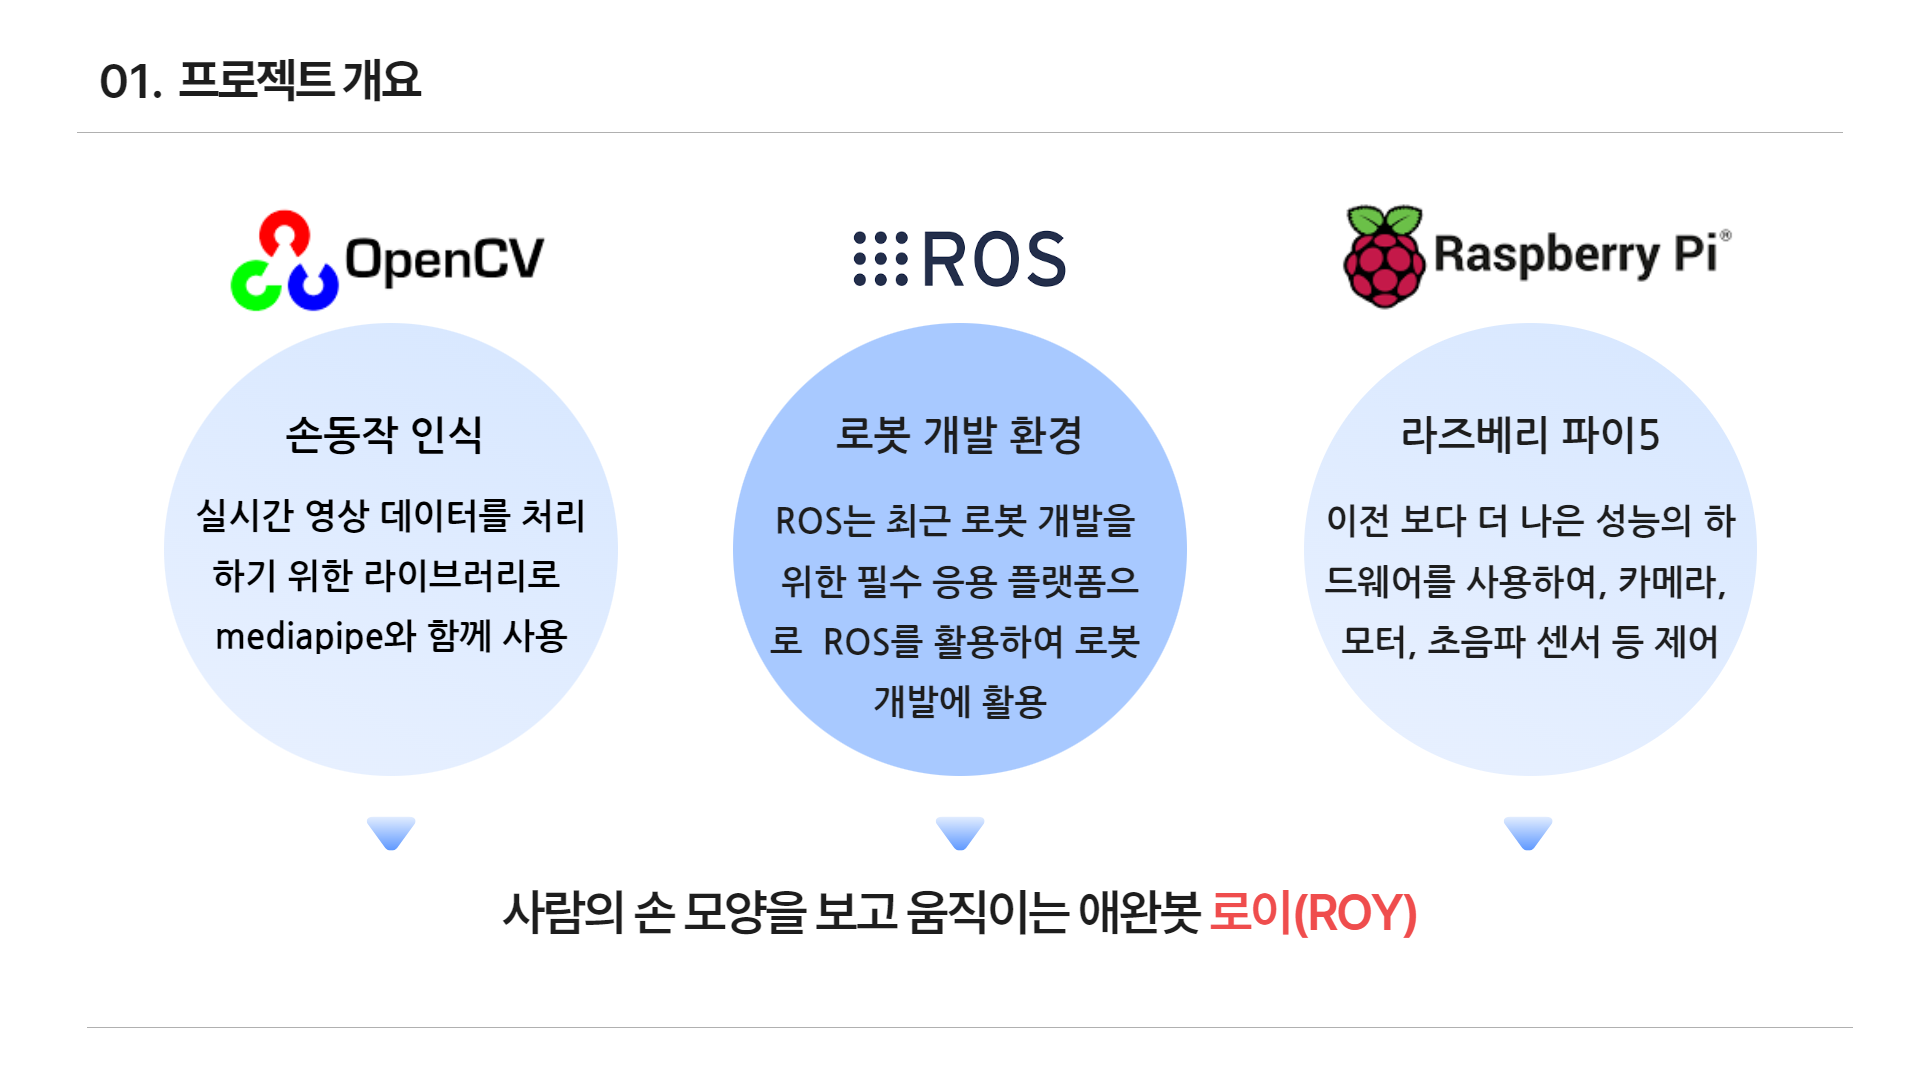 01. 프로젝트 개요
OpenCV
ROS
Raspberry Pi®
손동작 인식
실시간 영상 데이터를 처리
하기 위한 라이브러리로
mediapipe와 함께 사용
로봇 개발 환경
ROS는 최근 로봇 개발을
위한 필수 응용 플랫폼으
로 ROS를 활용하여 로봇
개발에 활용
라즈베리 파이5
이전 보다 더 나은 성능의 하
드웨어를 사용하여, 카메라,
모터, 초음파 센서 등 제어
사람의 손 모양을 보고 움직이는 애완봇 로이(ROY)